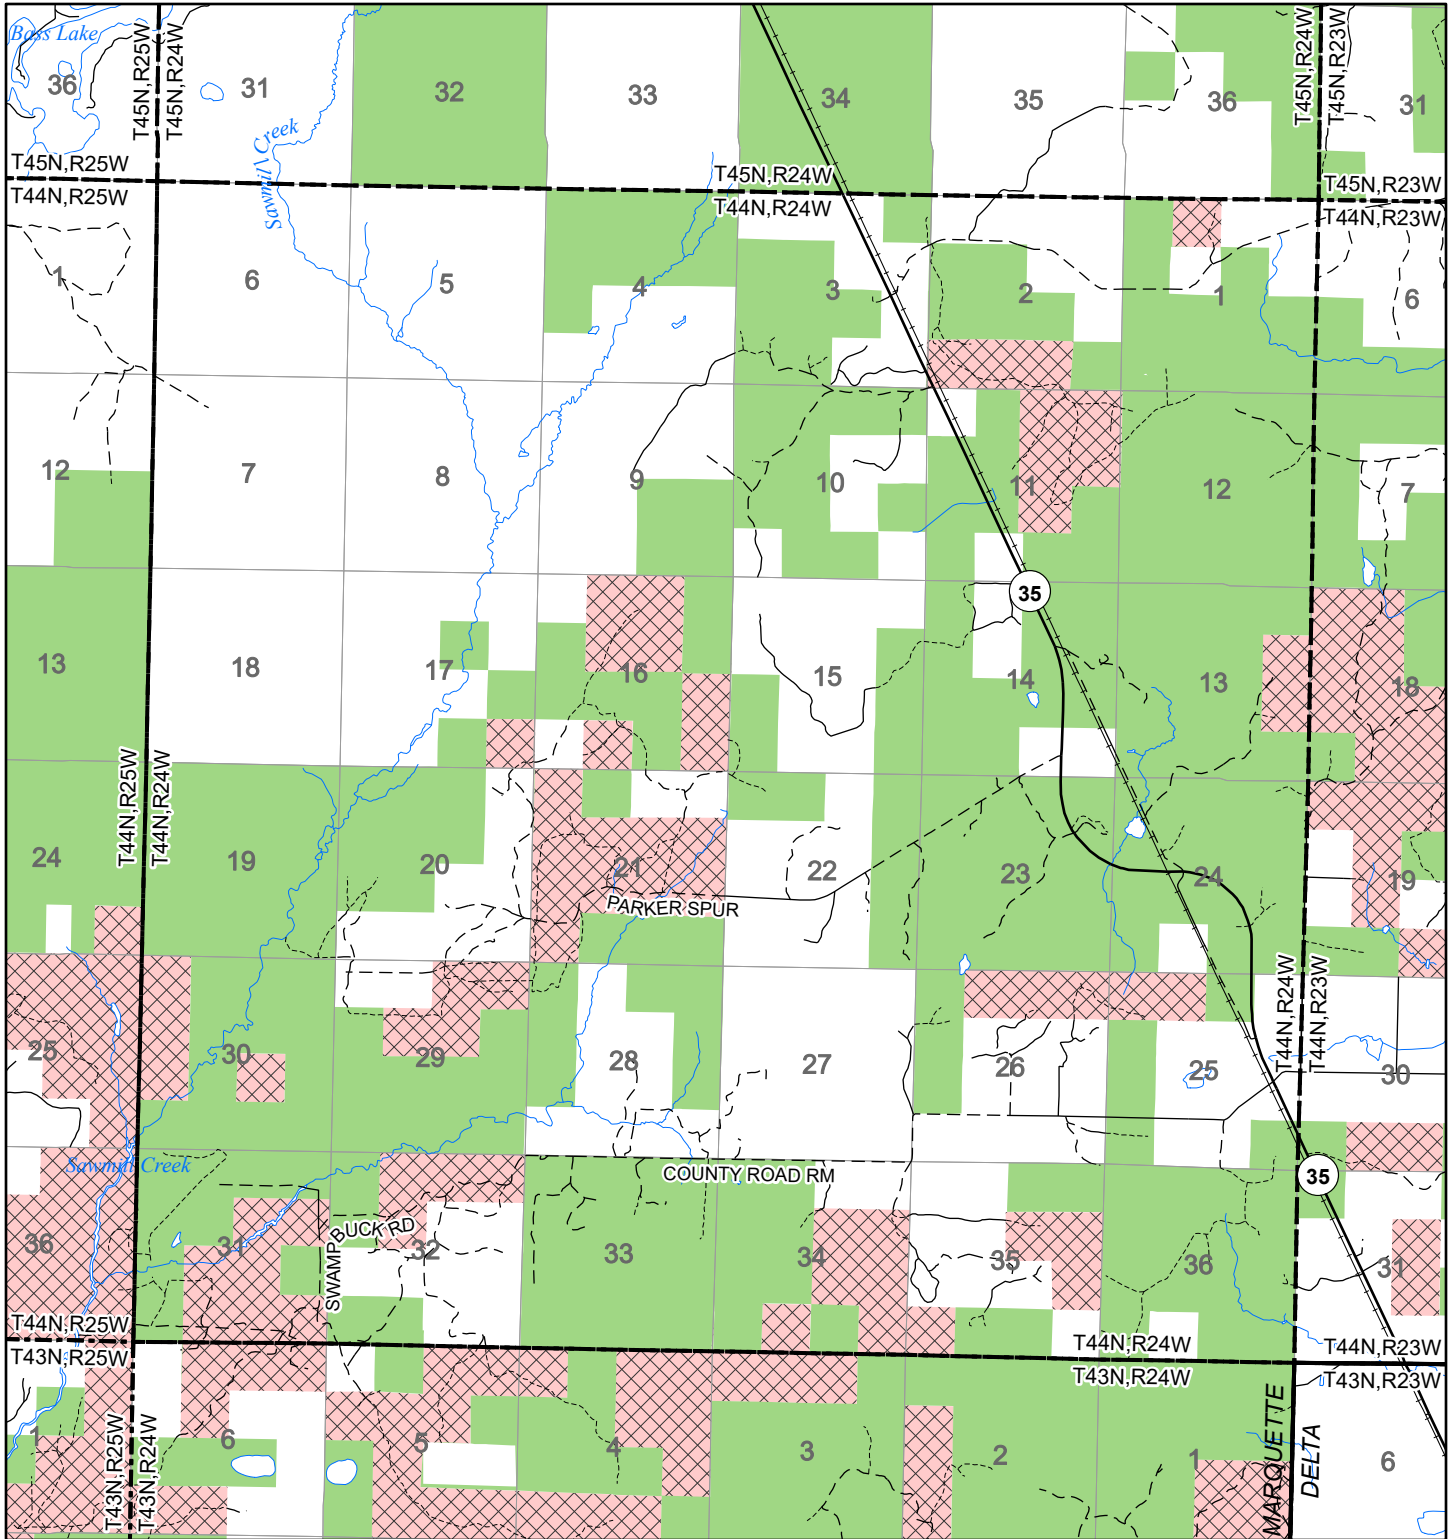 Bass Lake
T45N,R25W
T45N,R24W
T45N,R24W
T45N,R23W
36
31
32
33
34
35
36
31
Sawmill Creek
T45N,R25W
T45N,R24W
T45N,R23W
T44N,R25W
T44N,R24W
T44N,R23W
1
6
5
4
3
2
1
6
12
7
8
9
10
11
12
7
35
13
18
17
16
15
14
13
18
T44N,R25W
T44N,R24W
24
19
20
21
22
23
24
19
PARKER SPUR
T44N,R24W
T44N,R23W
25
30
29
28
27
26
25
30
Sawmill Creek
COUNTY ROAD RM
35
SWAMP BUCK RD
36
31
32
33
34
35
36
31
T44N,R25W
T44N,R24W
T44N,R23W
T43N,R25W
T43N,R24W
T43N,R23W
T43N,R25W
T43N,R24W
MARQUETTE
DELTA
1
6
5
4
3
2
1
6